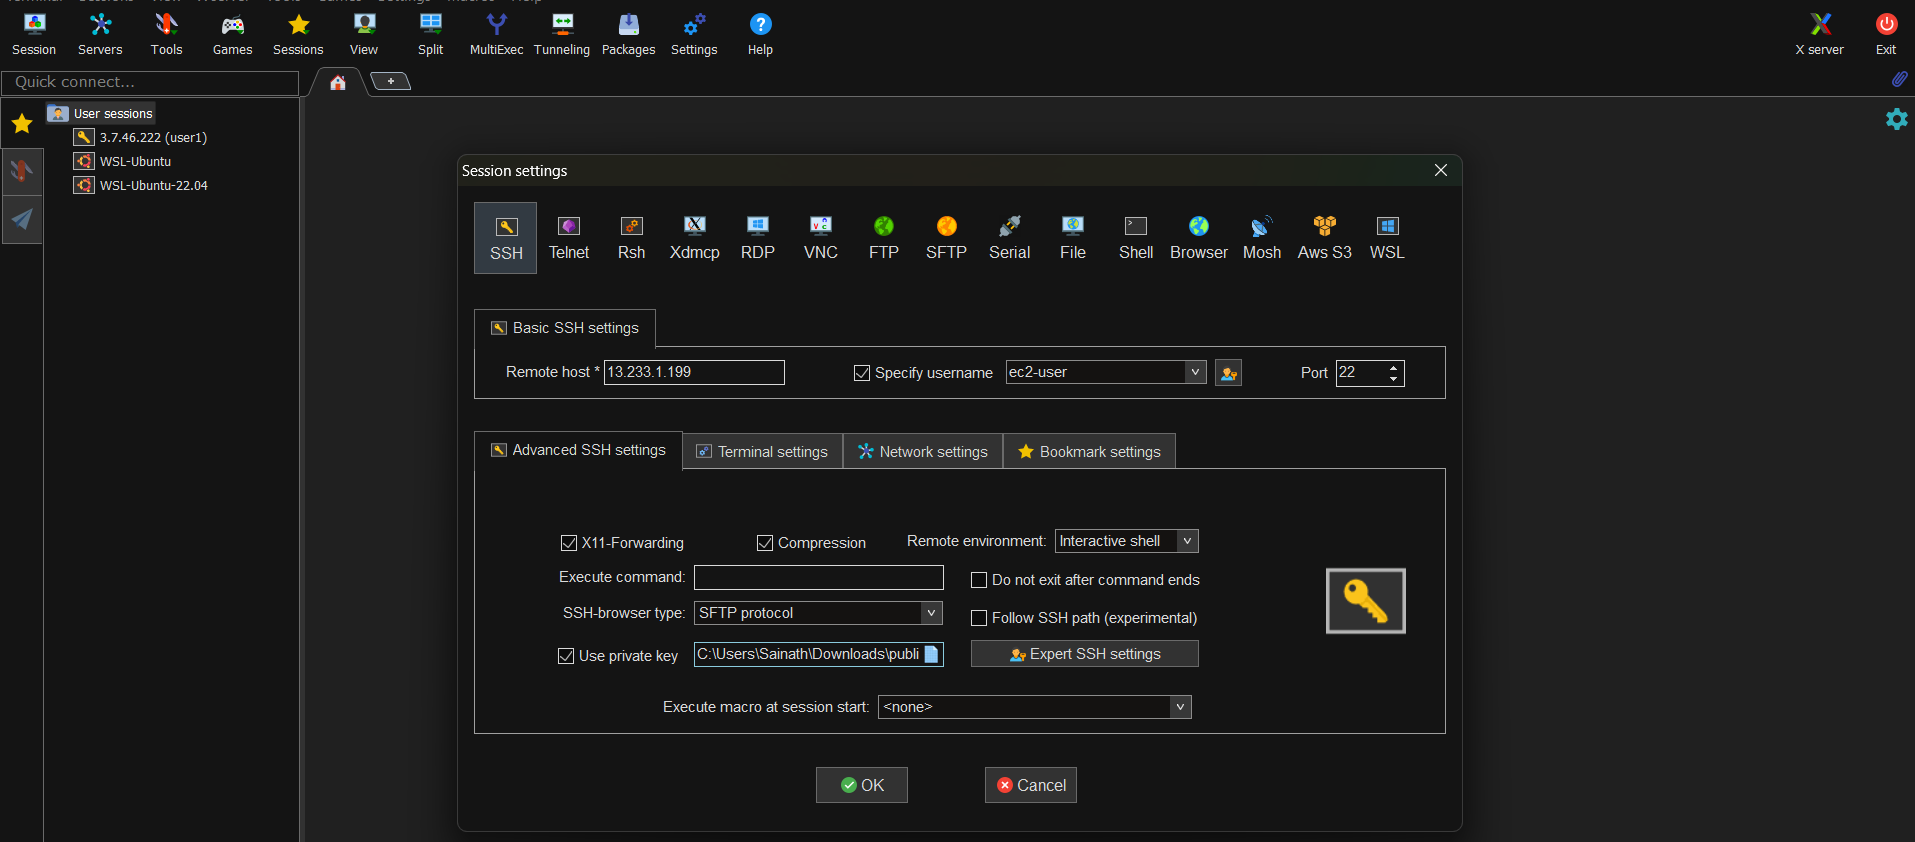 Session Servers Tools Games Sessions View Split MultiExec Tunneling Packages Settings Help X server Exit
Quick connect...
+
User sessions
3.7.46.222 (user1)
WSL-Ubuntu
WSL-Ubuntu-22.04
Session settings
SSH Telnet Rsh Xdmcp RDP VNC FTP SFTP Serial File Shell Browser Mosh Aws S3 WSL
Basic SSH settings
Remote host * 13.233.1.199 Specify username ec2-user Port 22
Advanced SSH settings Terminal settings Network settings Bookmark settings
X11-Forwarding Compression Remote environment: Interactive shell
Execute command: Do not exit after command ends
SSH-browser type: SFTP protocol Follow SSH path (experimental)
Use private key C:\Users\Sainath\Downloads\publi Expert SSH settings
Execute macro at session start: <none>
OK Cancel